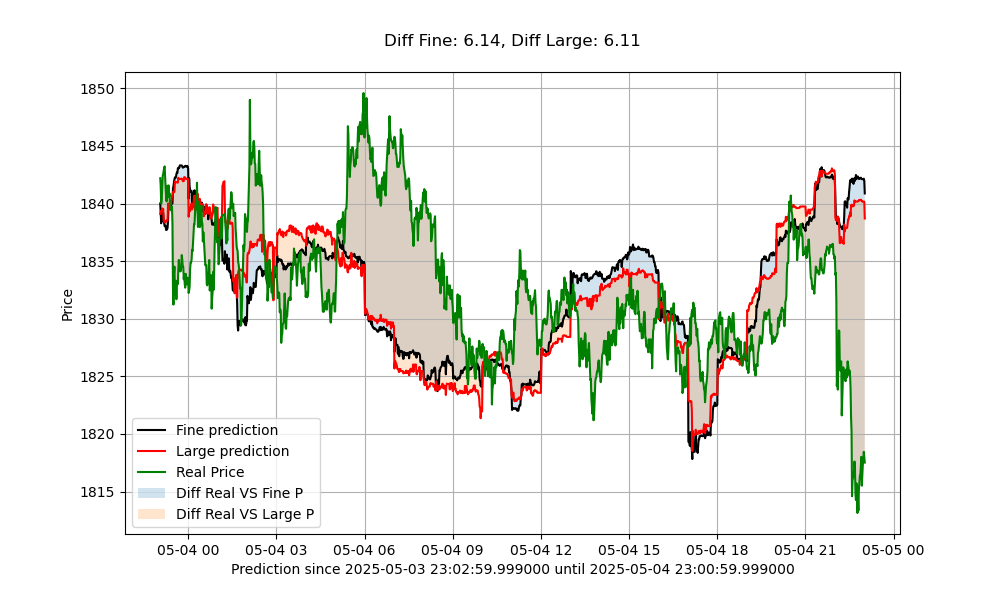 Diff Fine: 6.14, Diff Large: 6.11
Price
1850
1845
1840
1835
1830
1825
1820
1815
Fine prediction
Large prediction
Real Price
Diff Real VS Fine P
Diff Real VS Large P
05-04 00 05-04 03 05-04 06 05-04 09 05-04 12 05-04 15 05-04 18 05-04 21 05-05 00
Prediction since 2025-05-03 23:02:59.999000 until 2025-05-04 23:00:59.999000